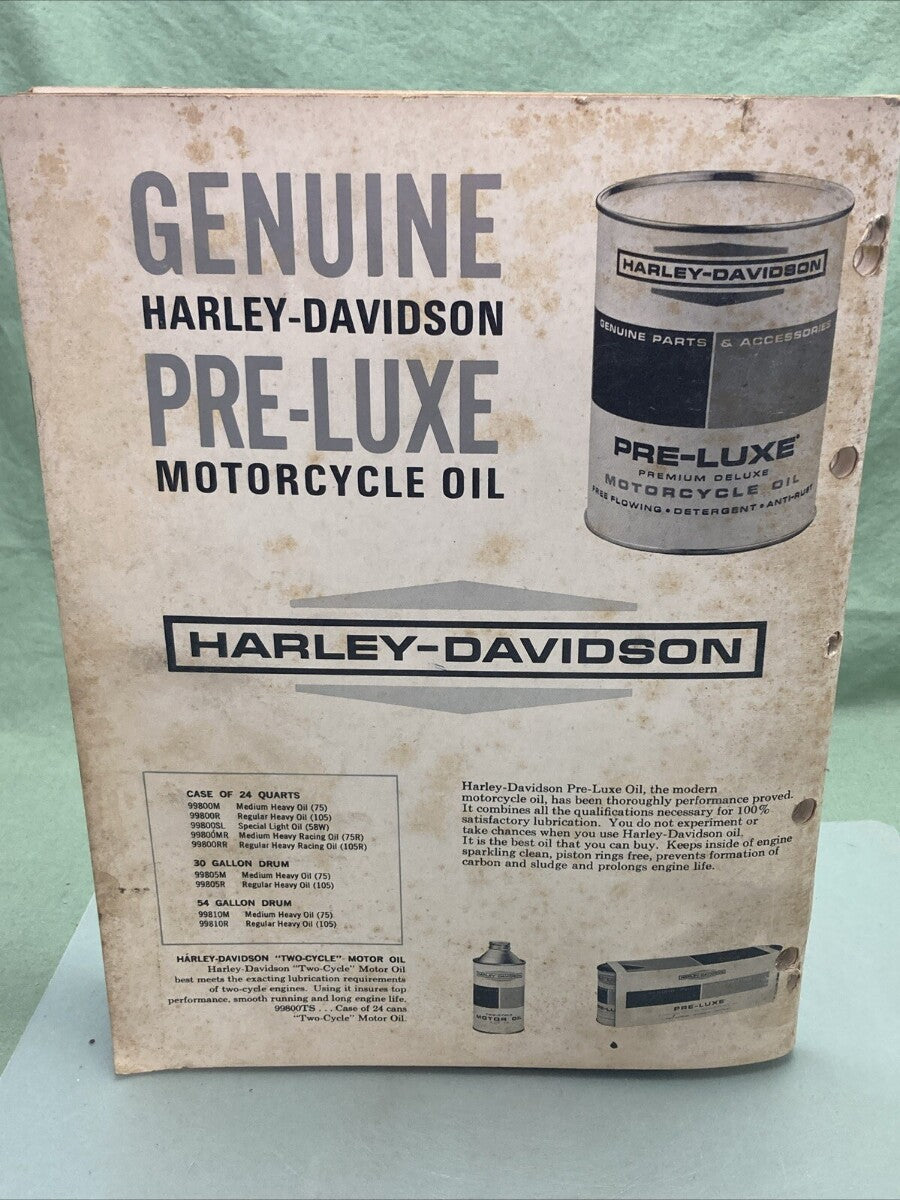 GENUINE
HARLEY-DAVIDSON
PRE-LUXE
MOTORCYCLE OIL
HARLEY-DAVIDSON
GENUINE PARTS & ACCESSORIES
PRE-LUXE
PREMIUM DELUXE
MOTORCYCLE OIL
FREE FLOWING • DETERGENT • ANTI-RUST
HARLEY-DAVIDSON
CASE OF 24 QUARTS
99800M Medium Heavy Oil (75)
99800R Regular Heavy Oil (105)
99800SL Special Light Oil (58W)
99800MR Medium Heavy Racing Oil (75R)
99800RR Regular Heavy Racing Oil (105R)
30 GALLON DRUM
99805M Medium Heavy Oil (75)
99805R Regular Heavy Oil (105)
54 GALLON DRUM
99810M Medium Heavy Oil (75)
99810R Regular Heavy Oil (105)
HARLEY-DAVIDSON "TWO-CYCLE" MOTOR OIL
Harley-Davidson "Two-Cycle" Motor Oil
best meets the exacting lubrication requirements
of two-cycle engines. Using it insures top
performance, smooth running and long engine life.
99800TS . . . Case of 24 cans
"Two-Cycle" Motor Oil.
Harley-Davidson Pre-Luxe Oil, the modern
motorcycle oil, has been thoroughly performance proved.
It combines all the qualifications necessary for 100%
satisfactory lubrication. You do not experiment or
take chances when you use Harley-Davidson oil.
It is the best oil that you can buy. Keeps inside of engine
sparkling clean, piston rings free, prevents formation of
carbon and sludge and prolongs engine life.
HARLEY-DAVIDSON
MOTOR OIL
HARLEY-DAVIDSON
PRE-LUXE